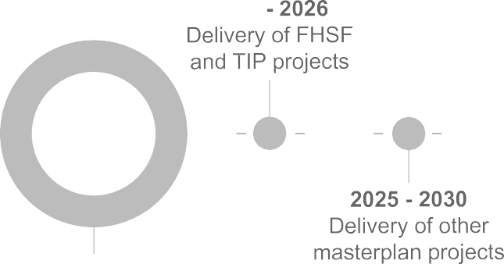 - 2026
Delivery of FHSF
and TIP projects
2025 - 2030
Delivery of other
masterplan projects